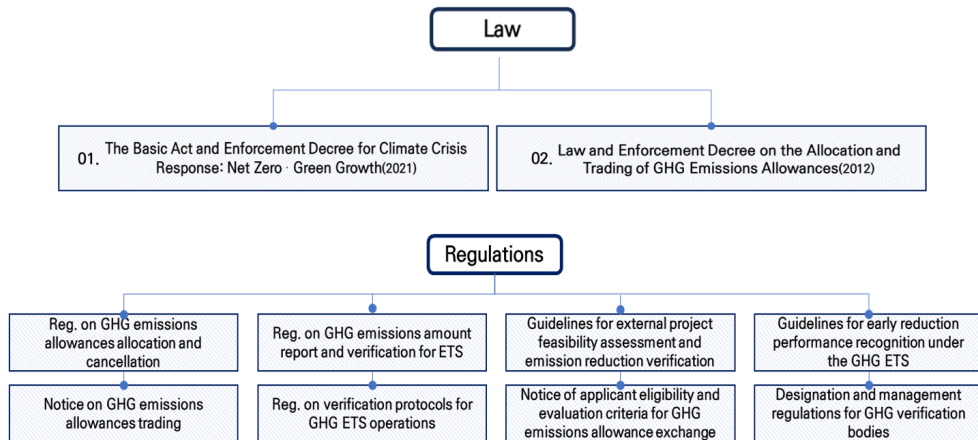 Law
01. The Basic Act and Enforcement Decree for Climate Crisis
Response: Net Zero · Green Growth(2021)
02. Law and Enforcement Decree on the Allocation and
Trading of GHG Emissions Allowances(2012)
Regulations
Reg. on GHG emissions
allowances allocation and
cancellation
Reg. on GHG emissions amount
report and verification for ETS
Guidelines for external project
feasibility assessment and
emission reduction verification
Guidelines for early reduction
performance recognition under
the GHG ETS
Notice on GHG emissions
allowances trading
Reg. on verification protocols for
GHG ETS operations
Notice of applicant eligibility and
evaluation criteria for GHG
emissions allowance exchange
Designation and management
regulations for GHG verification
bodies